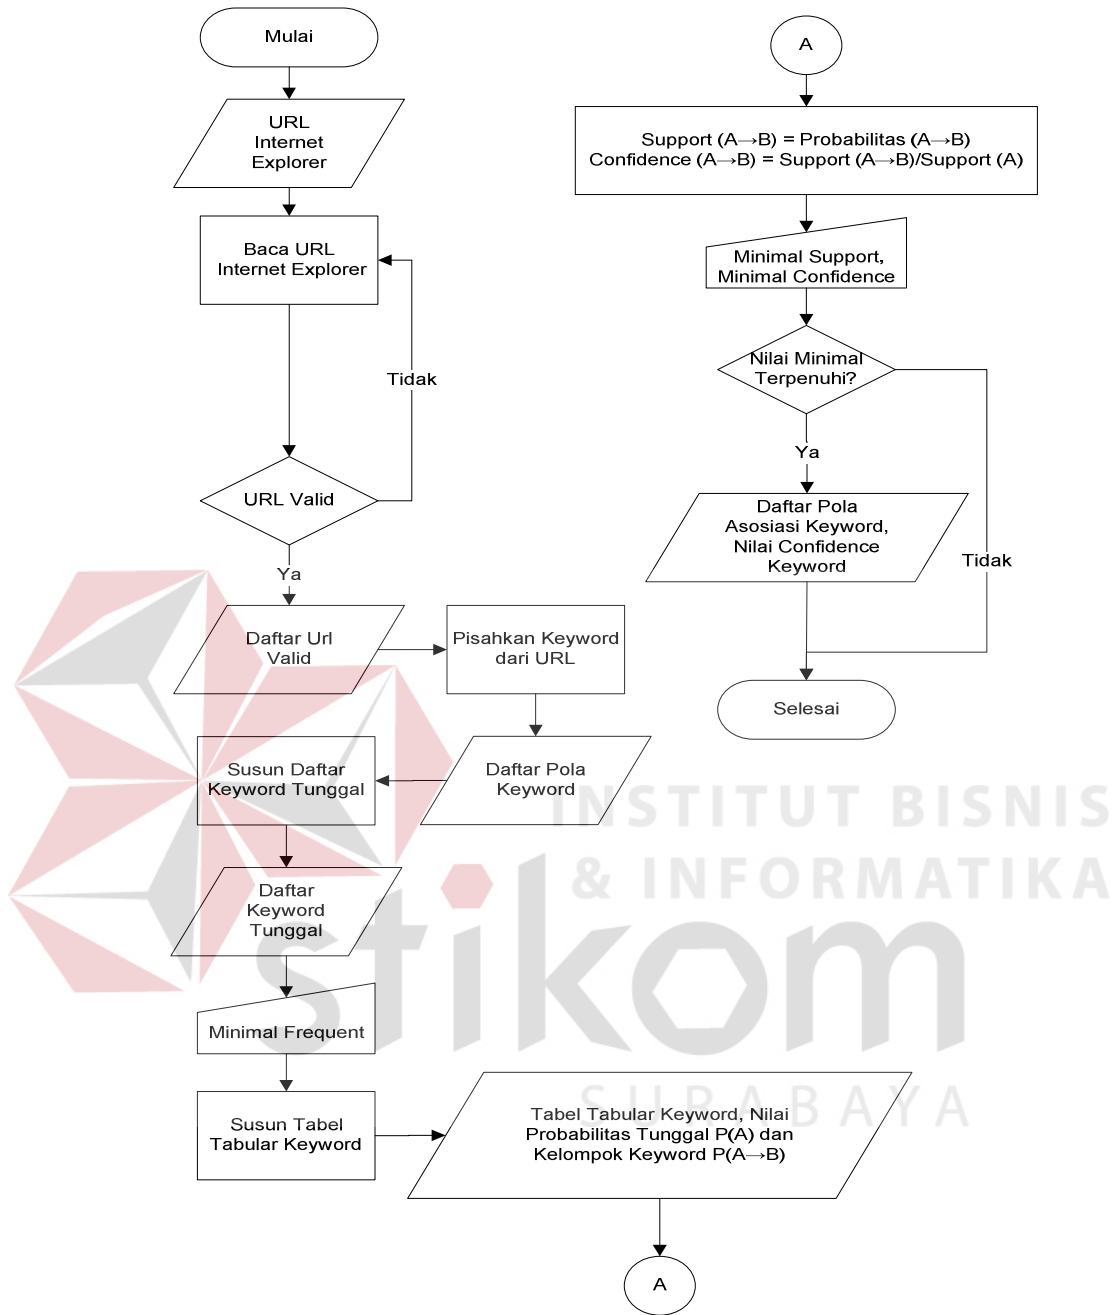 Mulai
URL
Internet
Explorer
Baca URL
Internet Explorer
Tidak
URL Valid
Ya
Daftar Url
Valid
Pisahkan Keyword
dari URL
Daftar Pola
Keyword
Susun Daftar
Keyword Tunggal
Daftar
Keyword
Tunggal
Minimal Frequent
Susun Tabel
Tabular Keyword
Tabel Tabular Keyword, Nilai
Probabilitas Tunggal P(A) dan
Kelompok Keyword P(A→B)
A
A
Support (A→B) = Probabilitas (A→B)
Confidence (A→B) = Support (A→B)/Support (A)
Minimal Support,
Minimal Confidence
Nilai Minimal
Terpenuhi?
Ya
Daftar Pola
Asosiasi Keyword,
Nilai Confidence
Keyword
Tidak
Selesai
INSTITUT BISNIS
& INFORMATIKA
stikom
SURABAYA